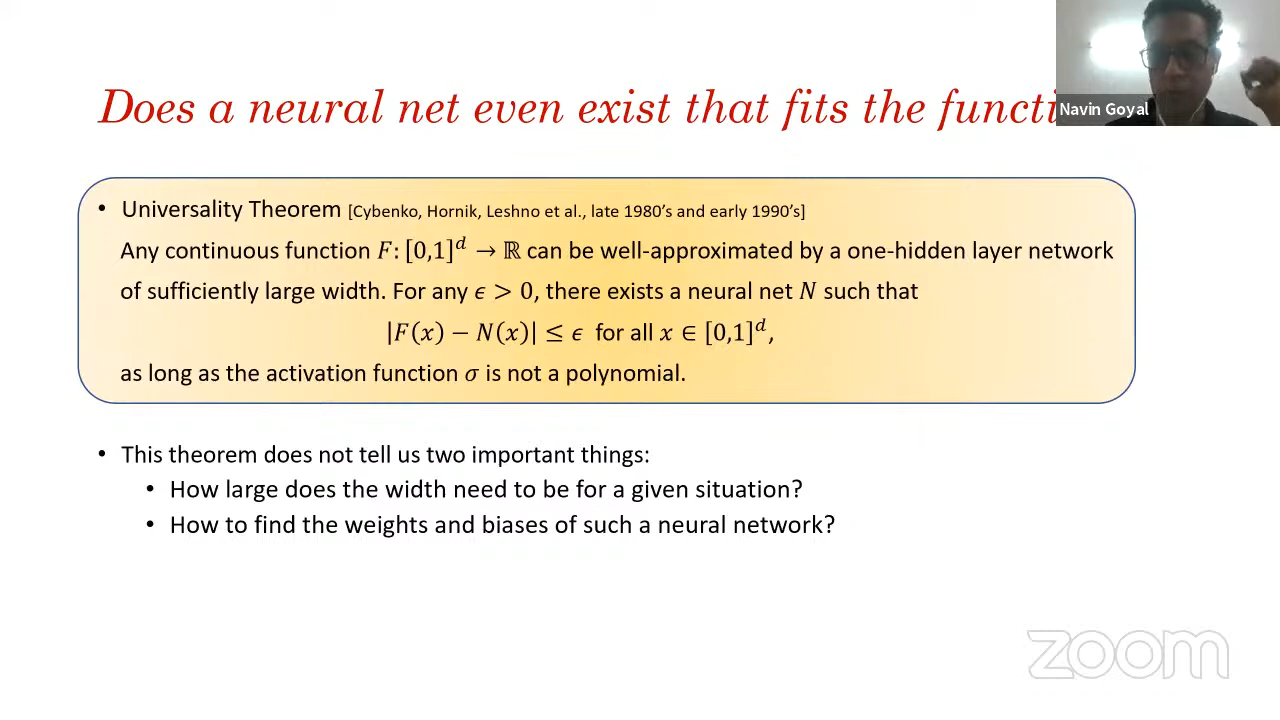 Does a neural net even exist that fits the functi
Navin Goyal
• Universality Theorem [Cybenko, Hornik, Leshno et al., late 1980’s and early 1990’s]
Any continuous function F: [0,1]^d → ℝ can be well-approximated by a one-hidden layer network
of sufficiently large width. For any ϵ > 0, there exists a neural net N such that
|F(x) − N(x)| ≤ ϵ for all x ∈ [0,1]^d,
as long as the activation function σ is not a polynomial.
• This theorem does not tell us two important things:
• How large does the width need to be for a given situation?
• How to find the weights and biases of such a neural network?
zoom